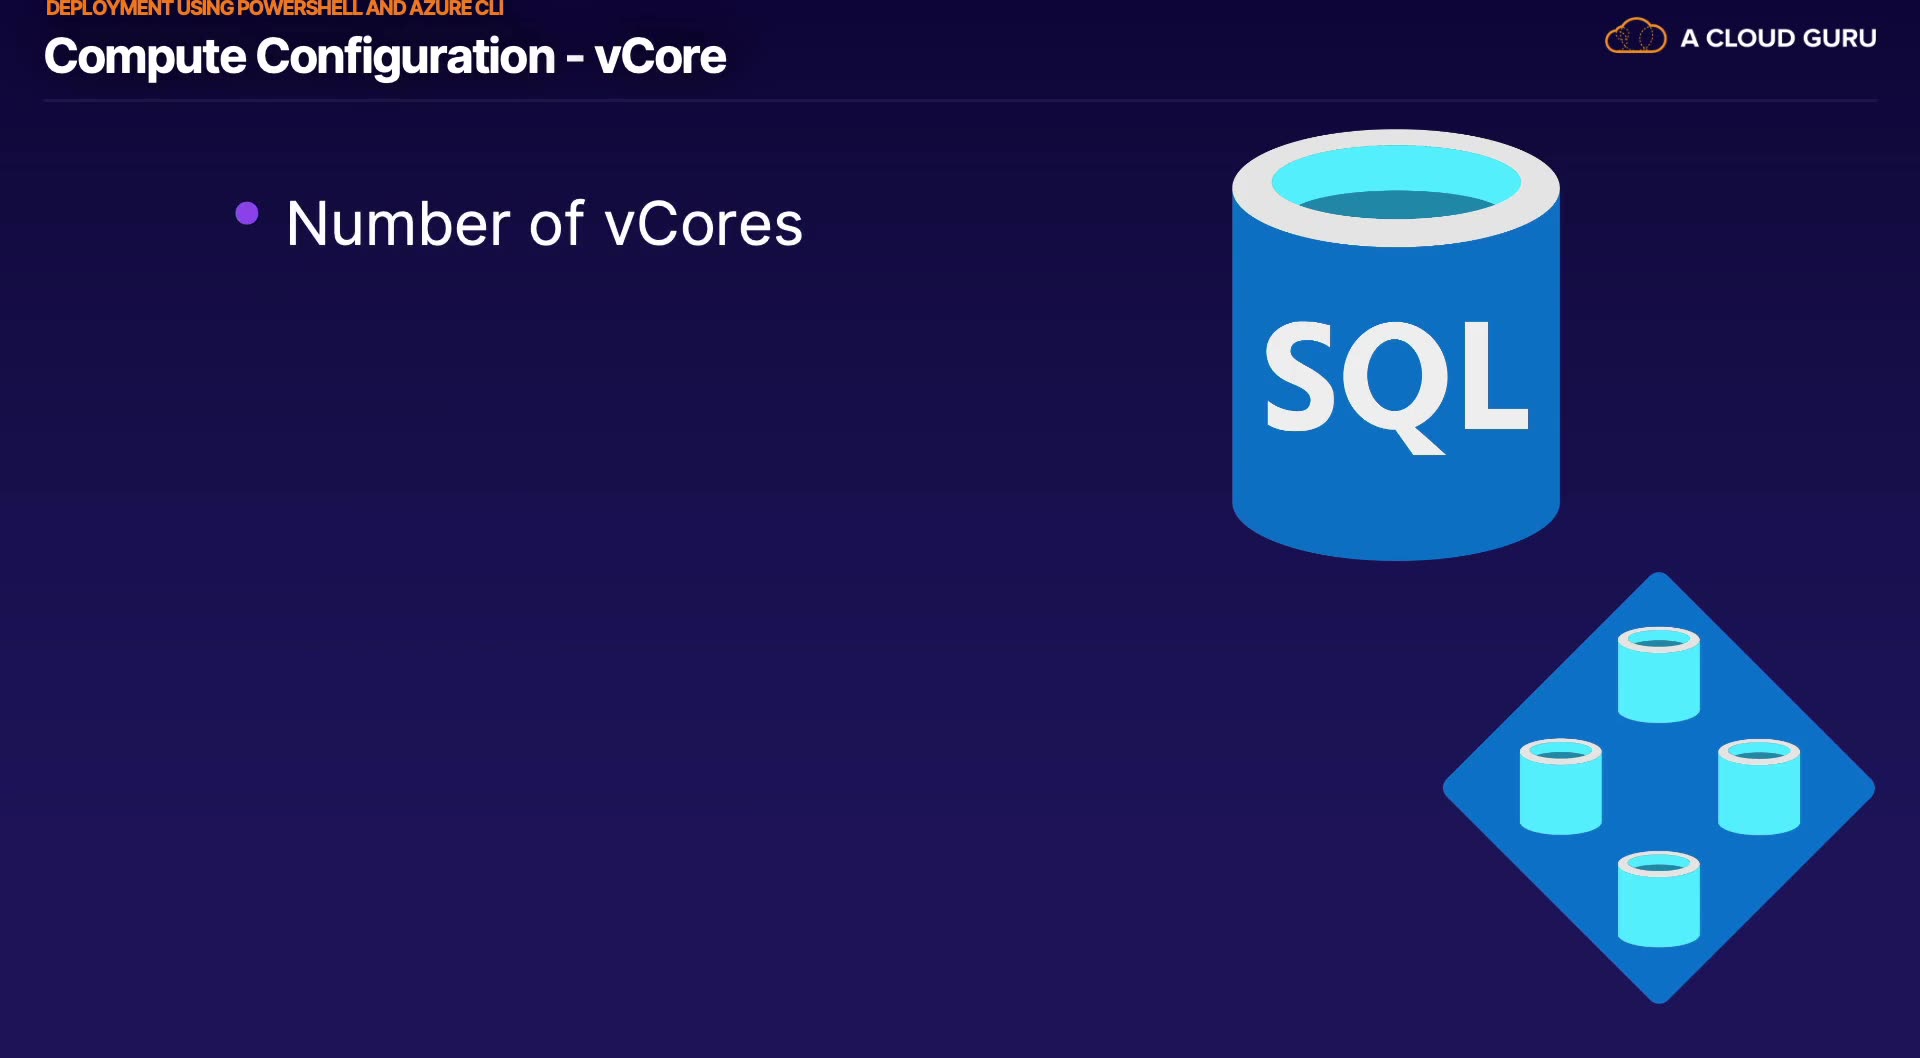 DEPLOYMENT USING POWERSHELL AND AZURE CLI
Compute Configuration - vCore
A CLOUD GURU
Number of vCores
SQL